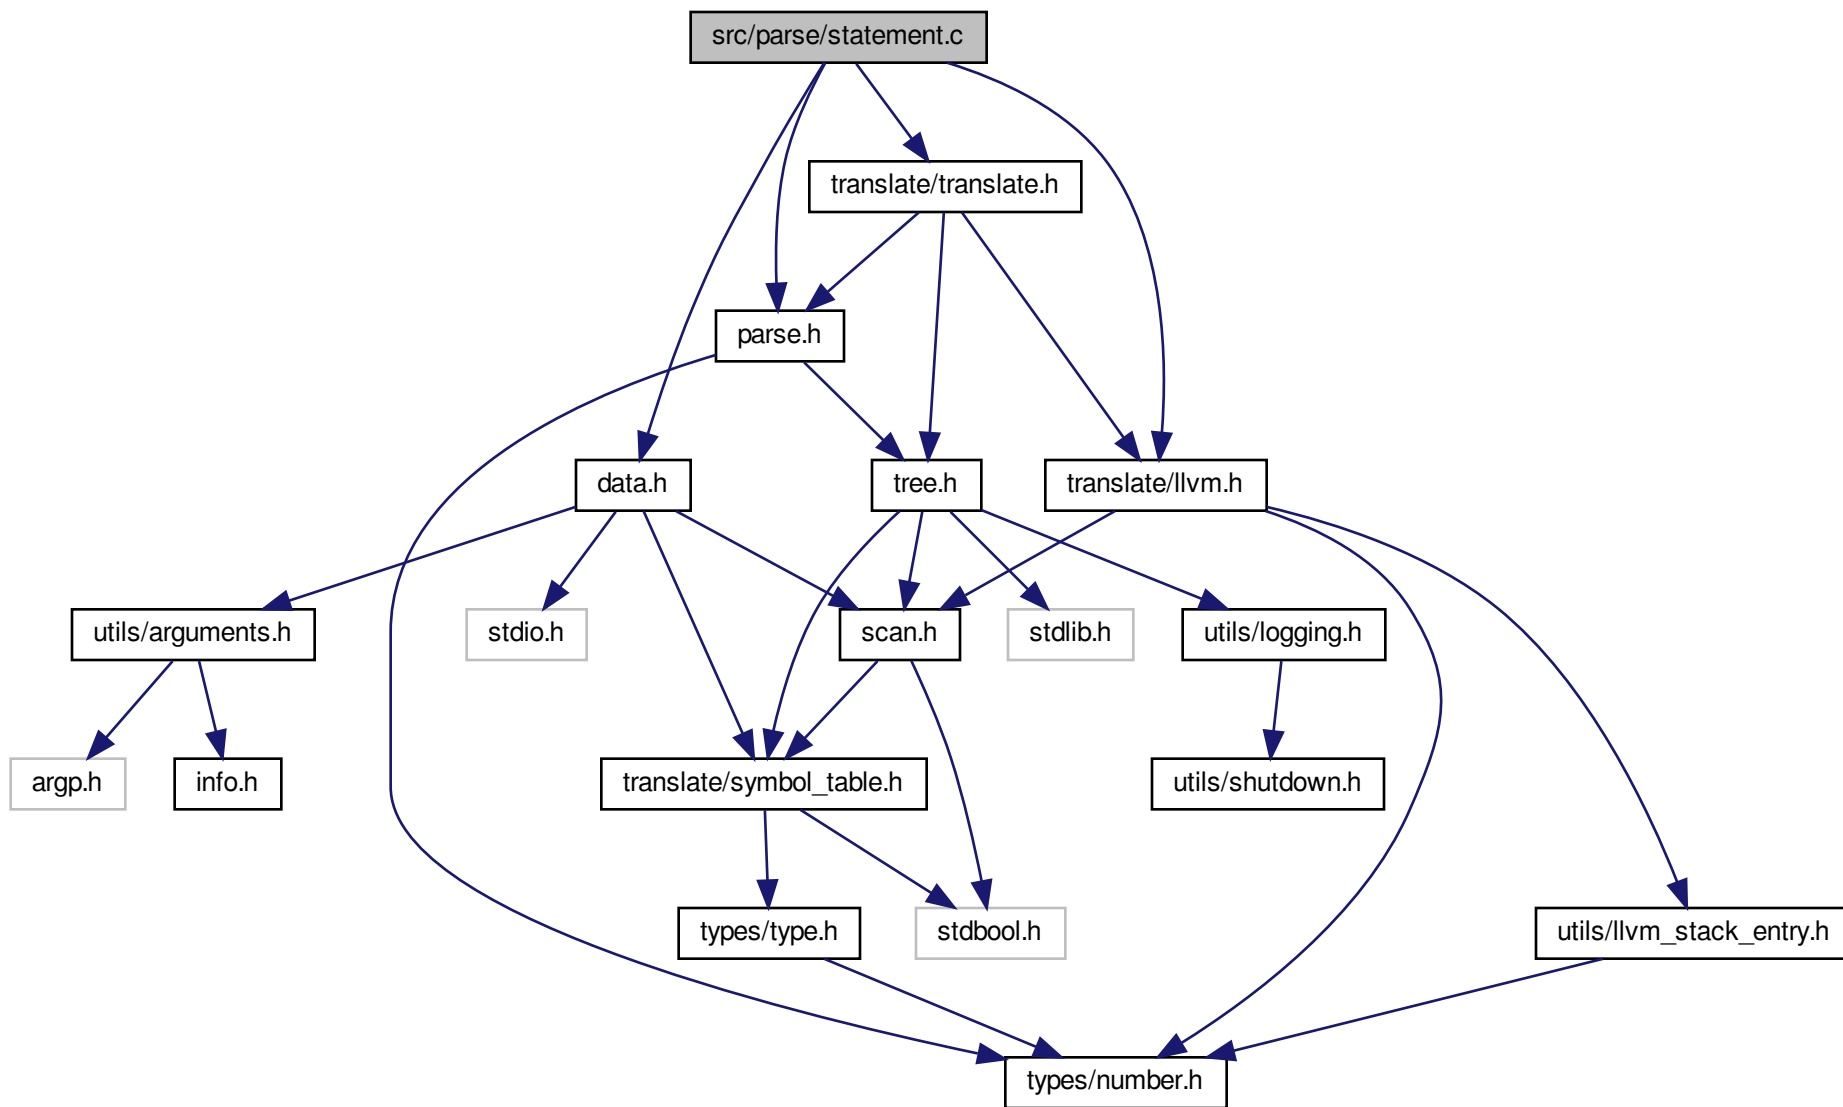 src/parse/statement.c
translate/translate.h
parse.h
data.h
tree.h
translate/llvm.h
utils/arguments.h
stdio.h
scan.h
stdlib.h
utils/logging.h
argp.h
info.h
translate/symbol_table.h
utils/shutdown.h
types/type.h
stdbool.h
utils/llvm_stack_entry.h
types/number.h